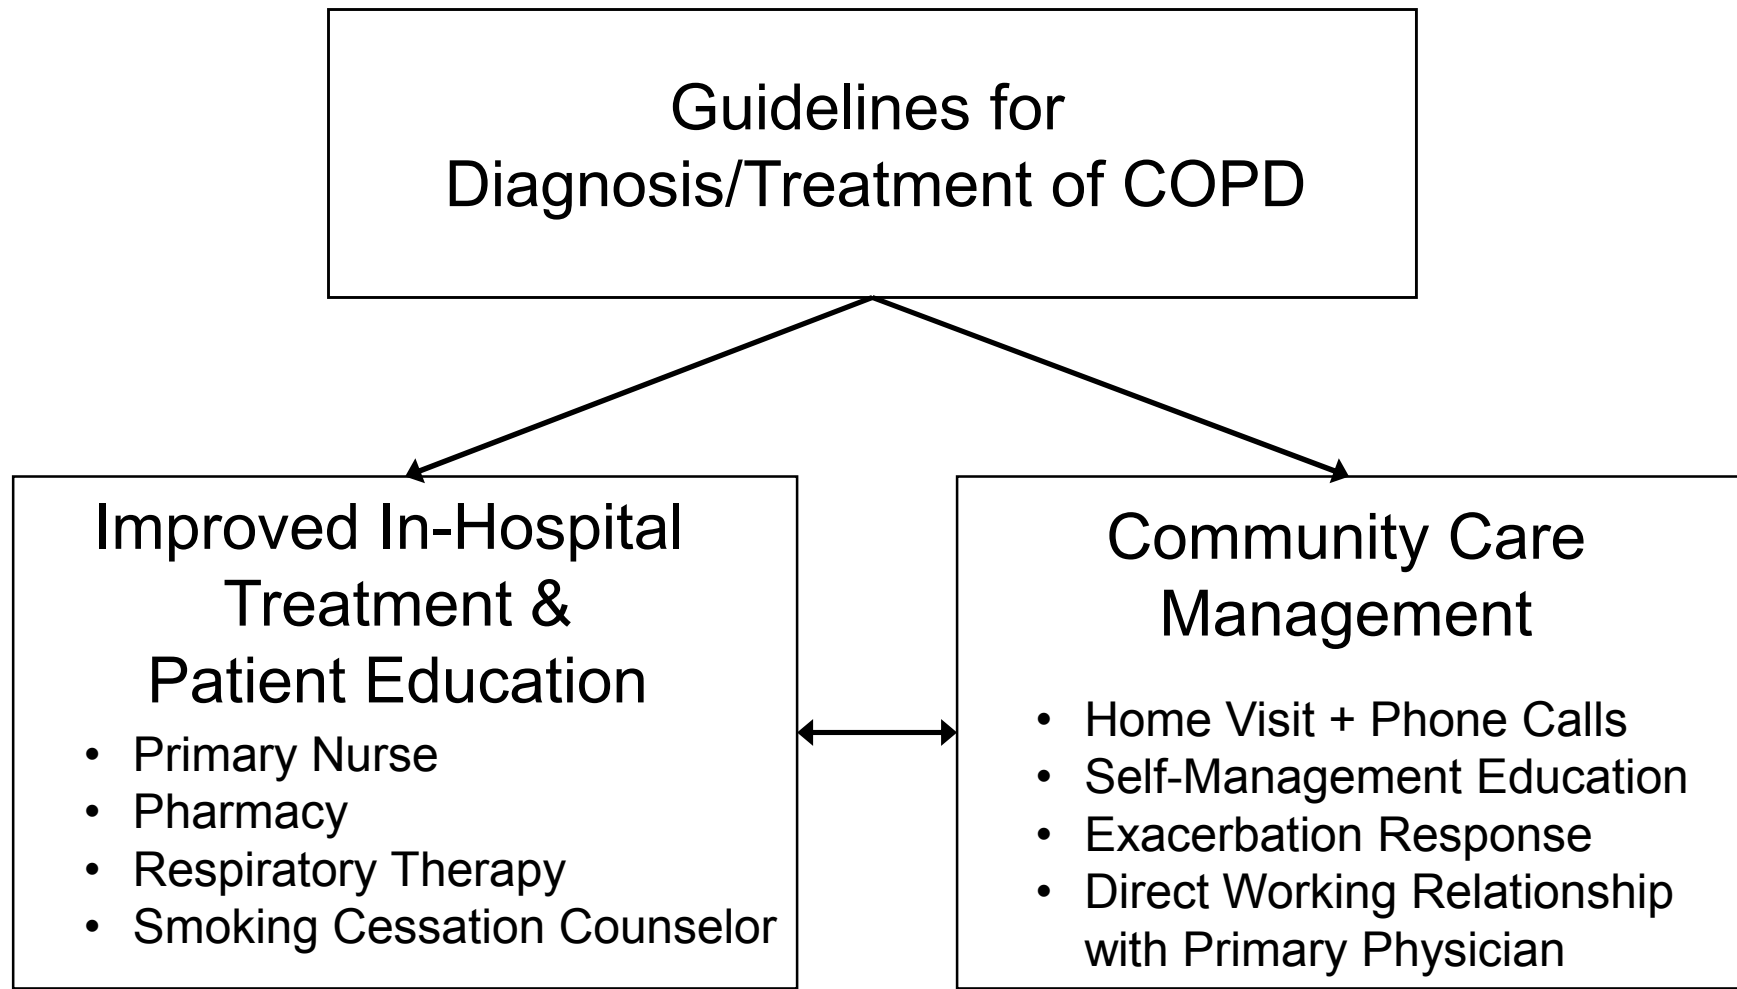 Guidelines for
Diagnosis/Treatment of COPD
Improved In-Hospital
Treatment &
Patient Education
• Primary Nurse
• Pharmacy
• Respiratory Therapy
• Smoking Cessation Counselor
Community Care
Management
• Home Visit + Phone Calls
• Self-Management Education
• Exacerbation Response
• Direct Working Relationship
with Primary Physician